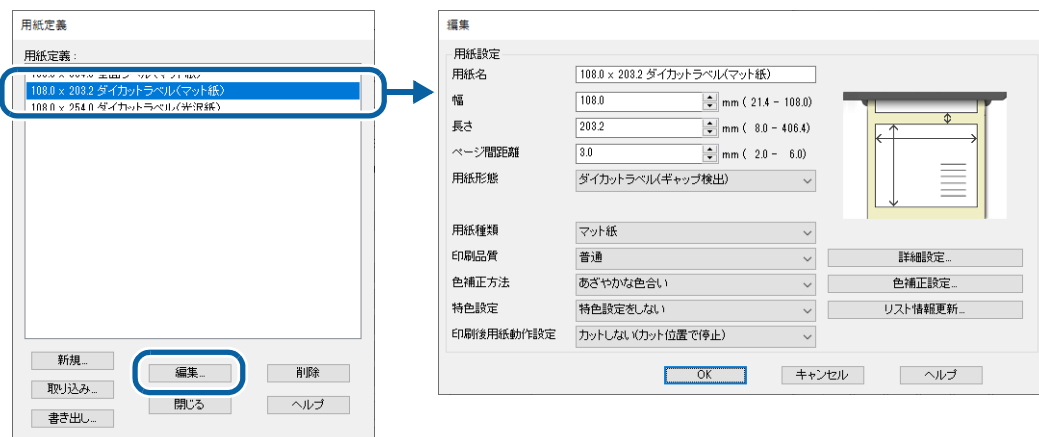 用紙定義
用紙定義:
108.0 x 203.2 ダイカットラベル(マット紙)
108.0 x 254.0 ダイカットラベル(光沢紙)
新規...
編集...
削除
取り込み...
閉じる
ヘルプ
書き出し...
編集
用紙設定
用紙名
108.0 x 203.2 ダイカットラベル(マット紙)
幅
108.0
mm ( 21.4 - 108.0)
長さ
203.2
mm ( 8.0 - 406.4)
ページ間距離
3.0
mm ( 2.0 - 6.0)
用紙形態
ダイカットラベル(ギャップ検出)
用紙種類
マット紙
印刷品質
普通
詳細設定...
色補正方法
あざやかな色合い
色補正設定...
特色設定
特色設定をしない
リスト情報更新...
印刷後用紙動作設定
カットしない(カット位置で停止)
OK
キャンセル
ヘルプ